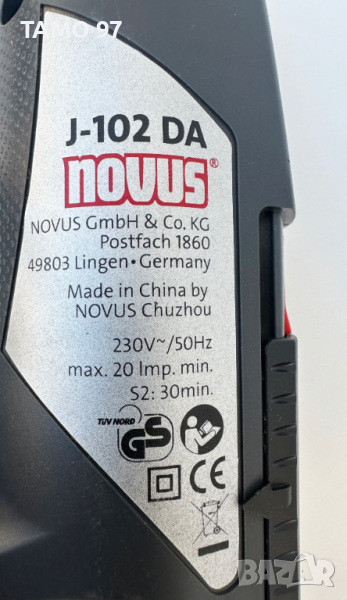 TAMO-97
J-102 DA
novus®
NOVUS GmbH & Co. KG
Postfach 1860
49803 Lingen • Germany
Made in China by
NOVUS Chuzhou
230V~/50Hz
max. 20 Imp. min.
S2: 30min.
TÜV NORD
GS
CE
BAZAR